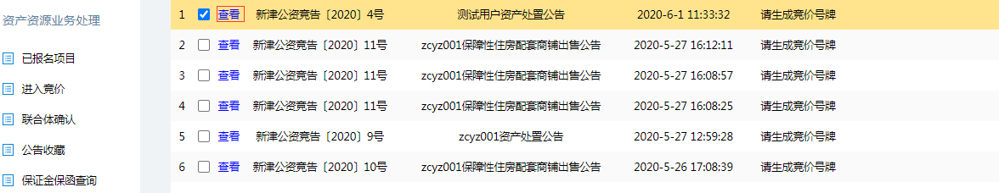 资产资源业务处理
已报名项目
进入竞价
联合体确认
公告收藏
保证金保函查询
1 查看 新津公资竞告〔2020〕4号 测试用户资产处置公告 2020-6-1 11:33:32 请生成竞价号牌
2 查看 新津公资竞告〔2020〕11号 zcyz001保障性住房配套商铺出售公告 2020-5-27 16:12:11 请生成竞价号牌
3 查看 新津公资竞告〔2020〕11号 zcyz001保障性住房配套商铺出售公告 2020-5-27 16:08:57 请生成竞价号牌
4 查看 新津公资竞告〔2020〕11号 zcyz001保障性住房配套商铺出售公告 2020-5-27 16:08:25 请生成竞价号牌
5 查看 新津公资竞告〔2020〕9号 zcyz001资产处置公告 2020-5-27 12:59:28 请生成竞价号牌
6 查看 新津公资竞告〔2020〕10号 zcyz001保障性住房配套商铺出售公告 2020-5-26 17:08:39 请生成竞价号牌